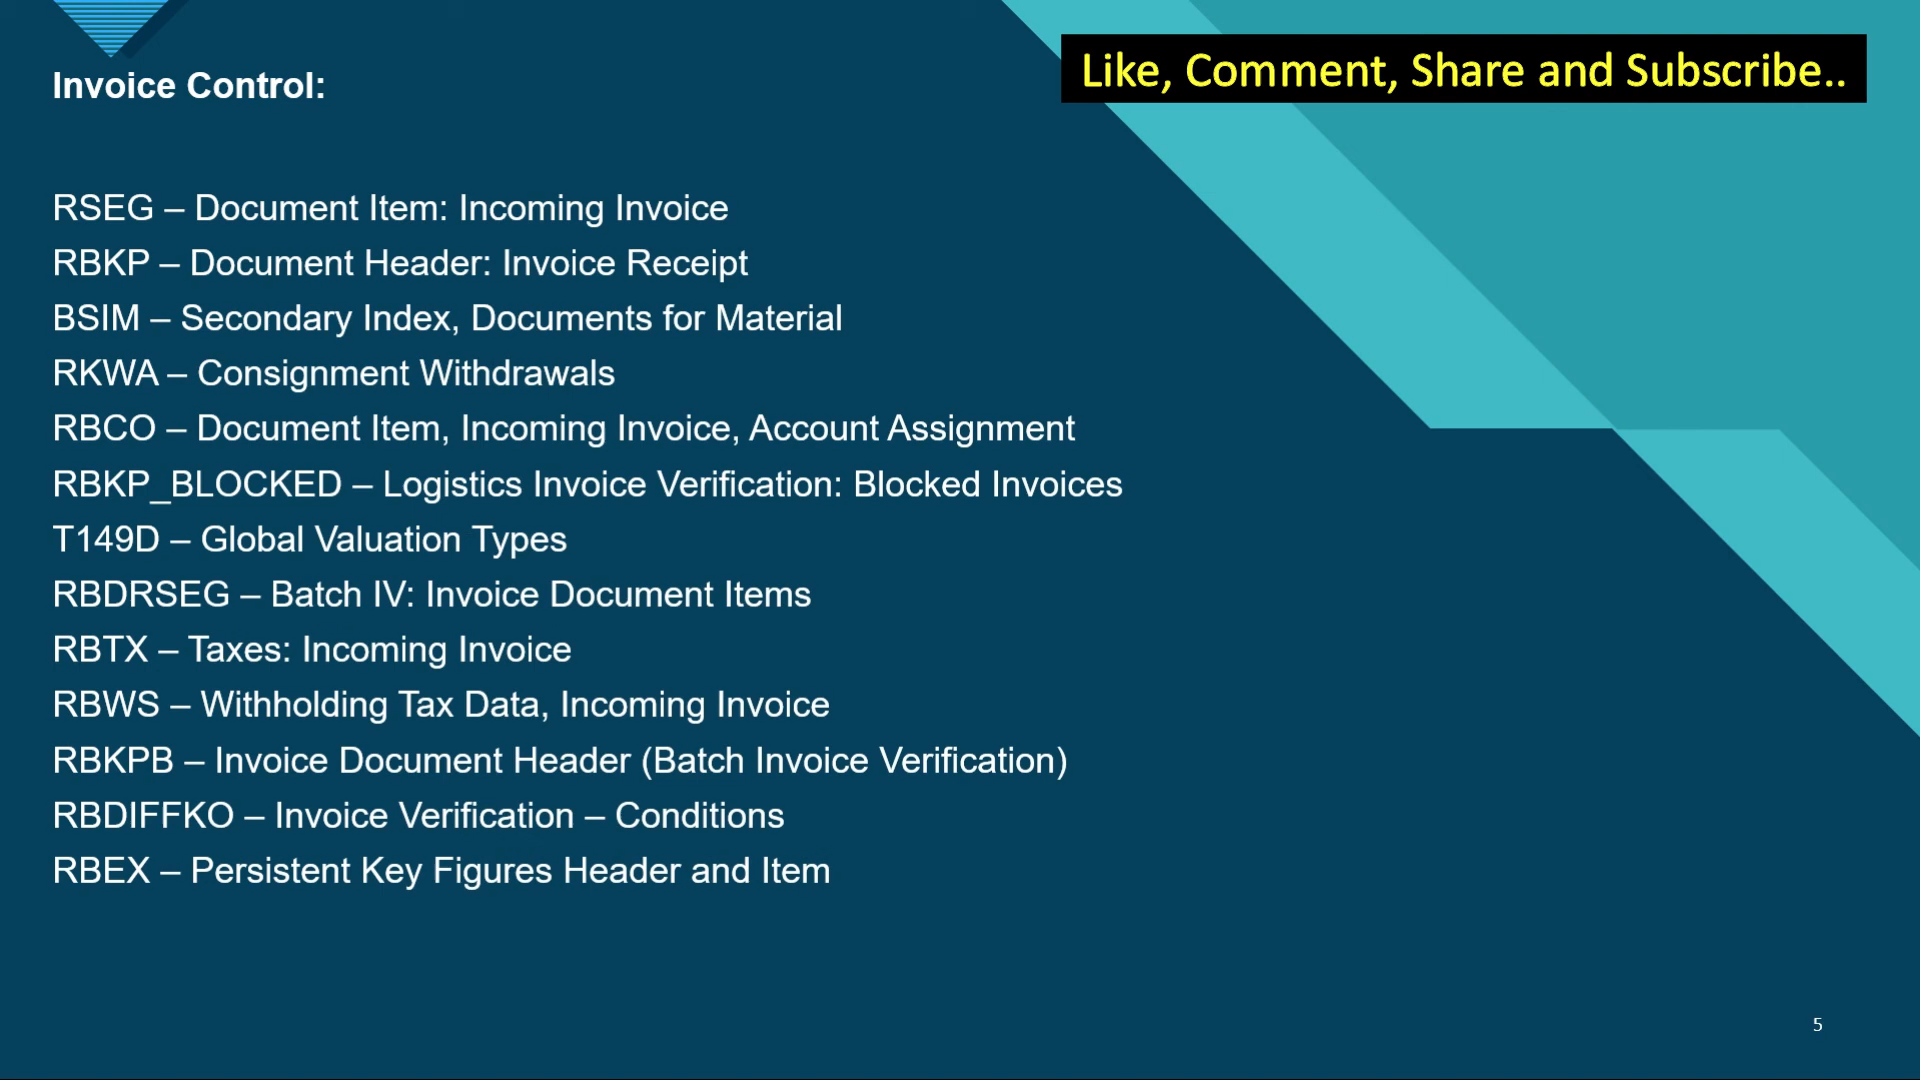 Invoice Control:
Like, Comment, Share and Subscribe..
RSEG – Document Item: Incoming Invoice
RBKP – Document Header: Invoice Receipt
BSIM – Secondary Index, Documents for Material
RKWA – Consignment Withdrawals
RBCO – Document Item, Incoming Invoice, Account Assignment
RBKP_BLOCKED – Logistics Invoice Verification: Blocked Invoices
T149D – Global Valuation Types
RBDRSEG – Batch IV: Invoice Document Items
RBTX – Taxes: Incoming Invoice
RBWS – Withholding Tax Data, Incoming Invoice
RBKPB – Invoice Document Header (Batch Invoice Verification)
RBDIFFKO – Invoice Verification – Conditions
RBEX – Persistent Key Figures Header and Item
5